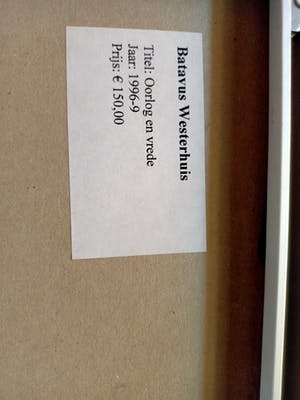 Batavus Westerhuis
Titel: Oorlog en vrede
Jaar: 1996-9
Prijs: € 150,00